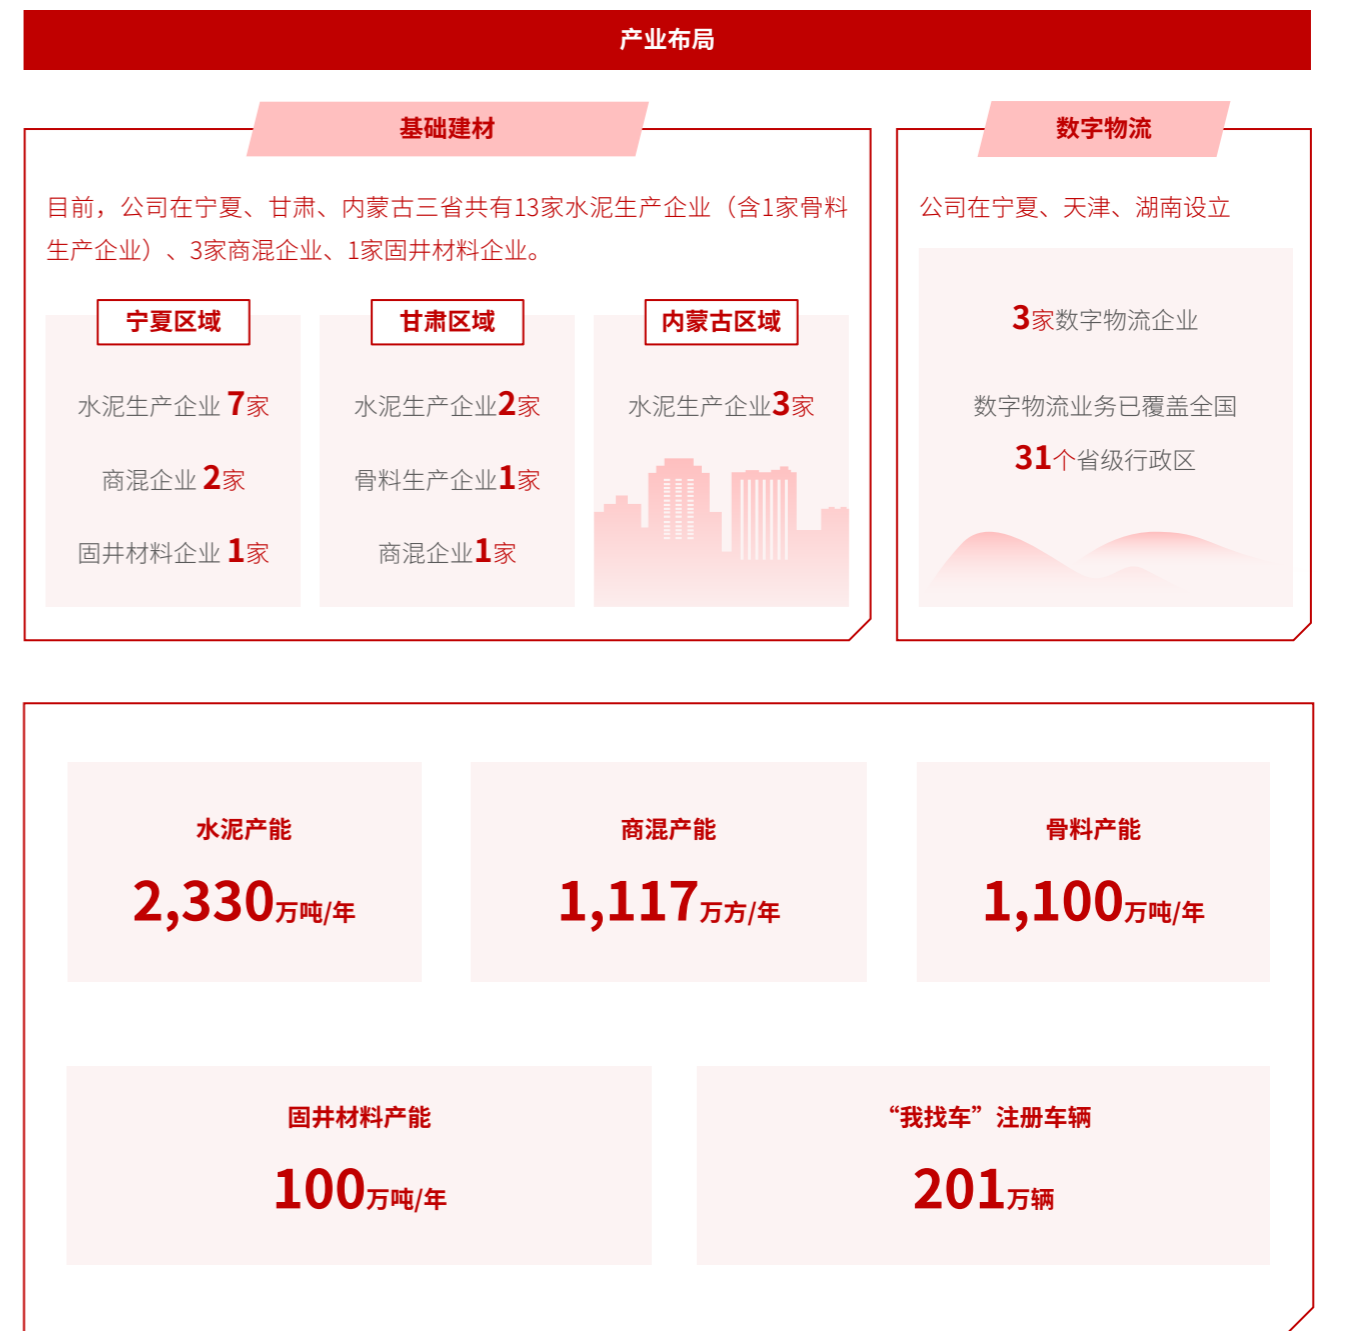 产业布局
基础建材
目前，公司在宁夏、甘肃、内蒙古三省共有13家水泥生产企业（含1家骨料
生产企业）、3家商混企业、1家固井材料企业。
宁夏区域
水泥生产企业 7家
商混企业 2家
固井材料企业 1家
甘肃区域
水泥生产企业2家
骨料生产企业1家
商混企业1家
内蒙古区域
水泥生产企业3家
数字物流
公司在宁夏、天津、湖南设立
3家数字物流企业
数字物流业务已覆盖全国
31个省级行政区
水泥产能
2,330万吨/年
商混产能
1,117万方/年
骨料产能
1,100万吨/年
固井材料产能
100万吨/年
“我找车”注册车辆
201万辆